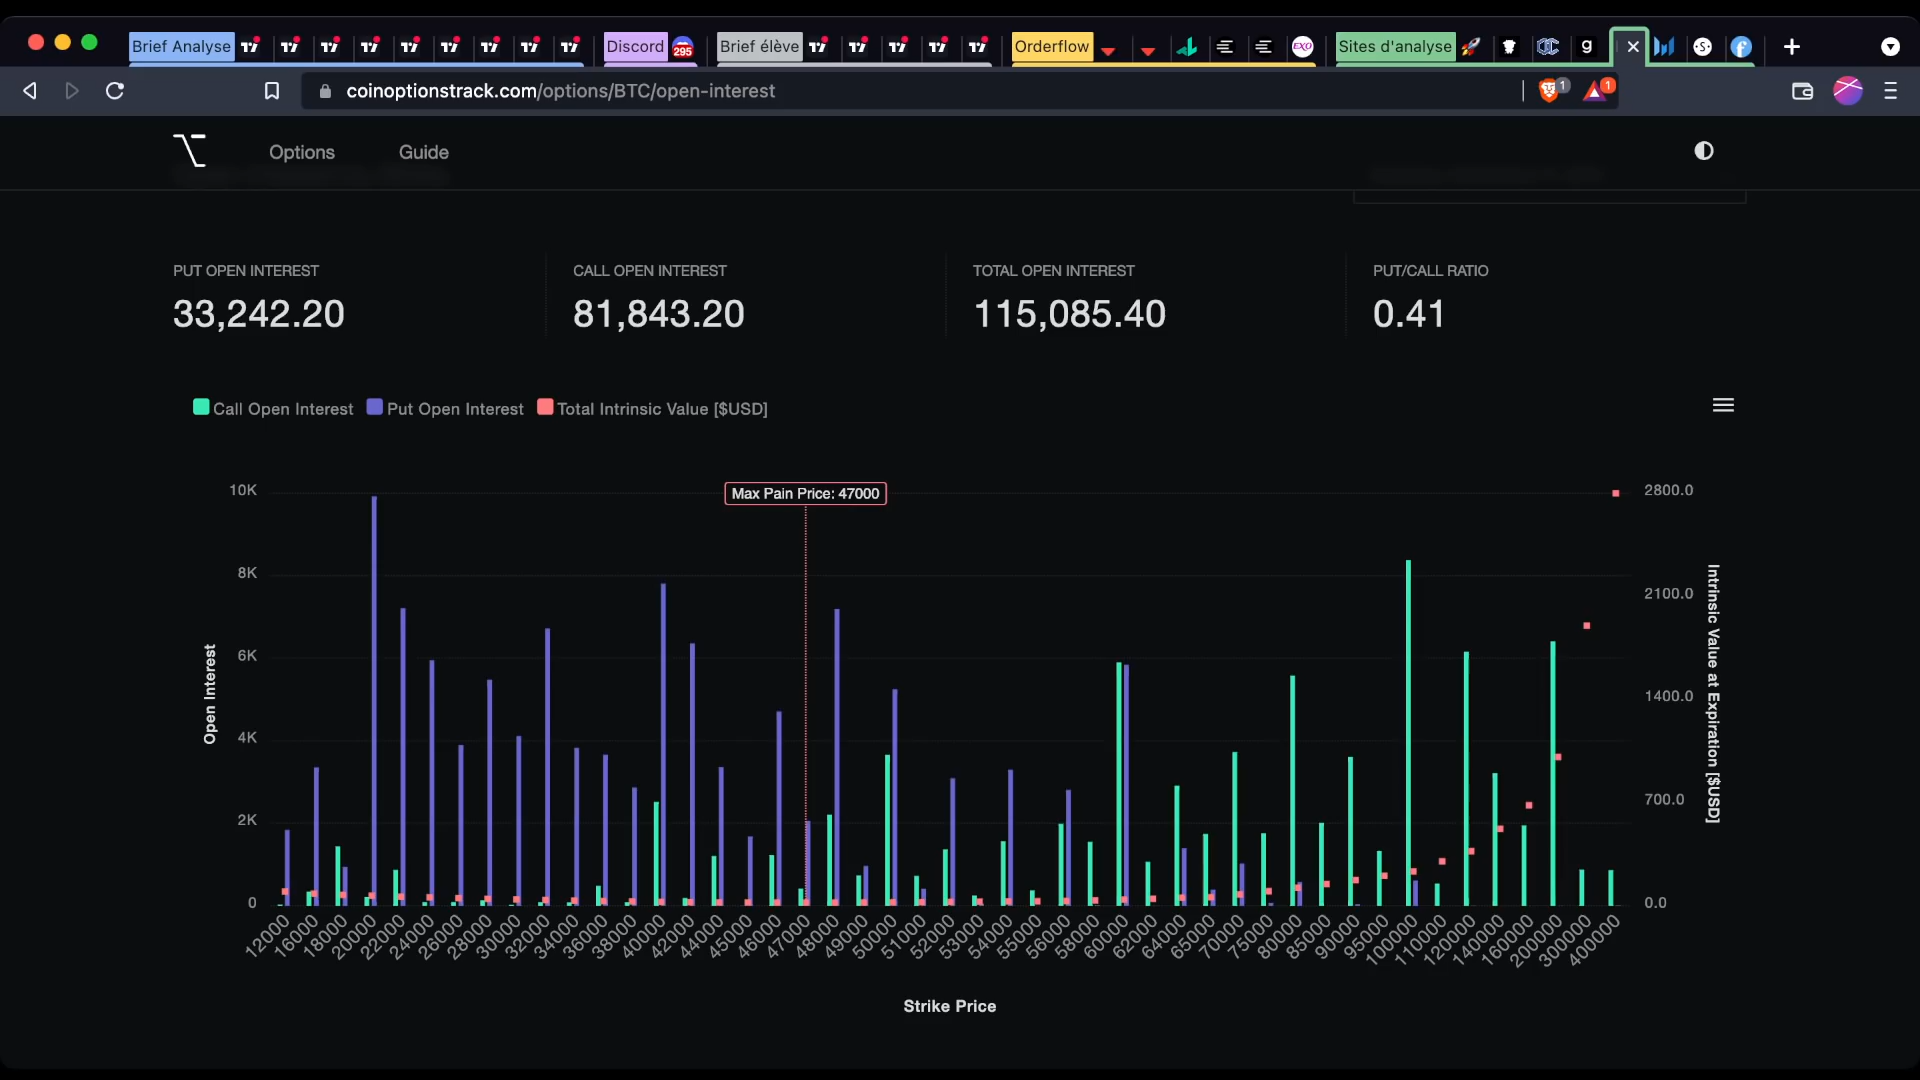 Brief Analyse
Discord
295
Brief élève
Orderflow
EXO
Sites d'analyse
g
coinoptionstrack.com/options/BTC/open-interest
1
1
Options
Guide
PUT OPEN INTEREST
33,242.20
CALL OPEN INTEREST
81,843.20
TOTAL OPEN INTEREST
115,085.40
PUT/CALL RATIO
0.41
Call Open Interest
Put Open Interest
Total Intrinsic Value [$USD]
Max Pain Price: 47000
10K
8K
6K
4K
2K
0
Open Interest
2800.0
2100.0
1400.0
700.0
0.0
Intrinsic Value at Expiration [$USD]
12000
16000
18000
20000
22000
24000
26000
28000
30000
32000
34000
36000
38000
40000
42000
44000
45000
46000
47000
48000
49000
50000
51000
52000
53000
54000
55000
56000
58000
60000
62000
64000
65000
70000
75000
80000
85000
90000
95000
100000
110000
120000
140000
160000
200000
300000
400000
Strike Price